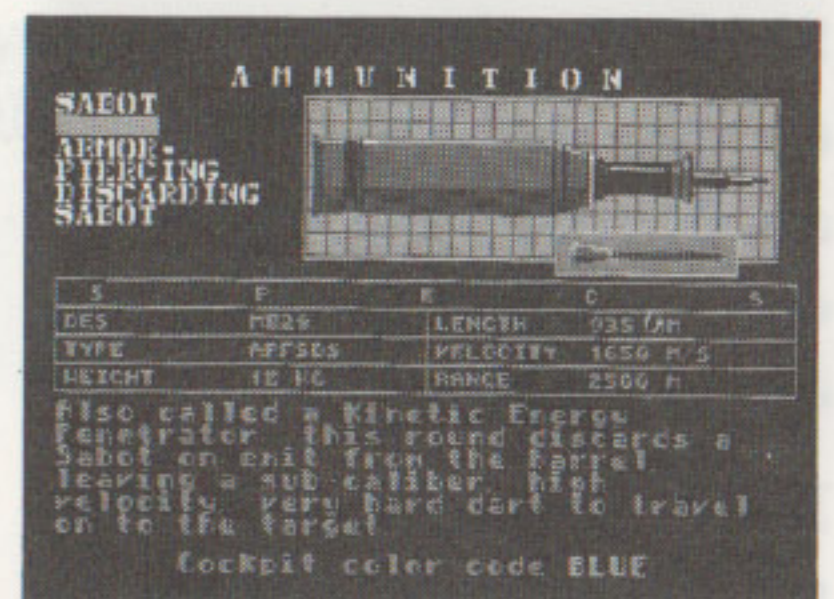 AMMUNITION
SABOT
ARMOR-
PIERCING
DISCARDING
SABOT
S P E C S
DES M829 LENGTH 935 MM
TYPE APFSDS VELOCITY 1650 M/S
WEIGHT 18 KG RANGE 2500 M
Also called a Kinetic Energy
Penetrator this round discards a
Sabot on exit from the barrel
leaving a sub caliber, high
velocity, very hard dart to travel
on to the target
Cockpit color code BLUE